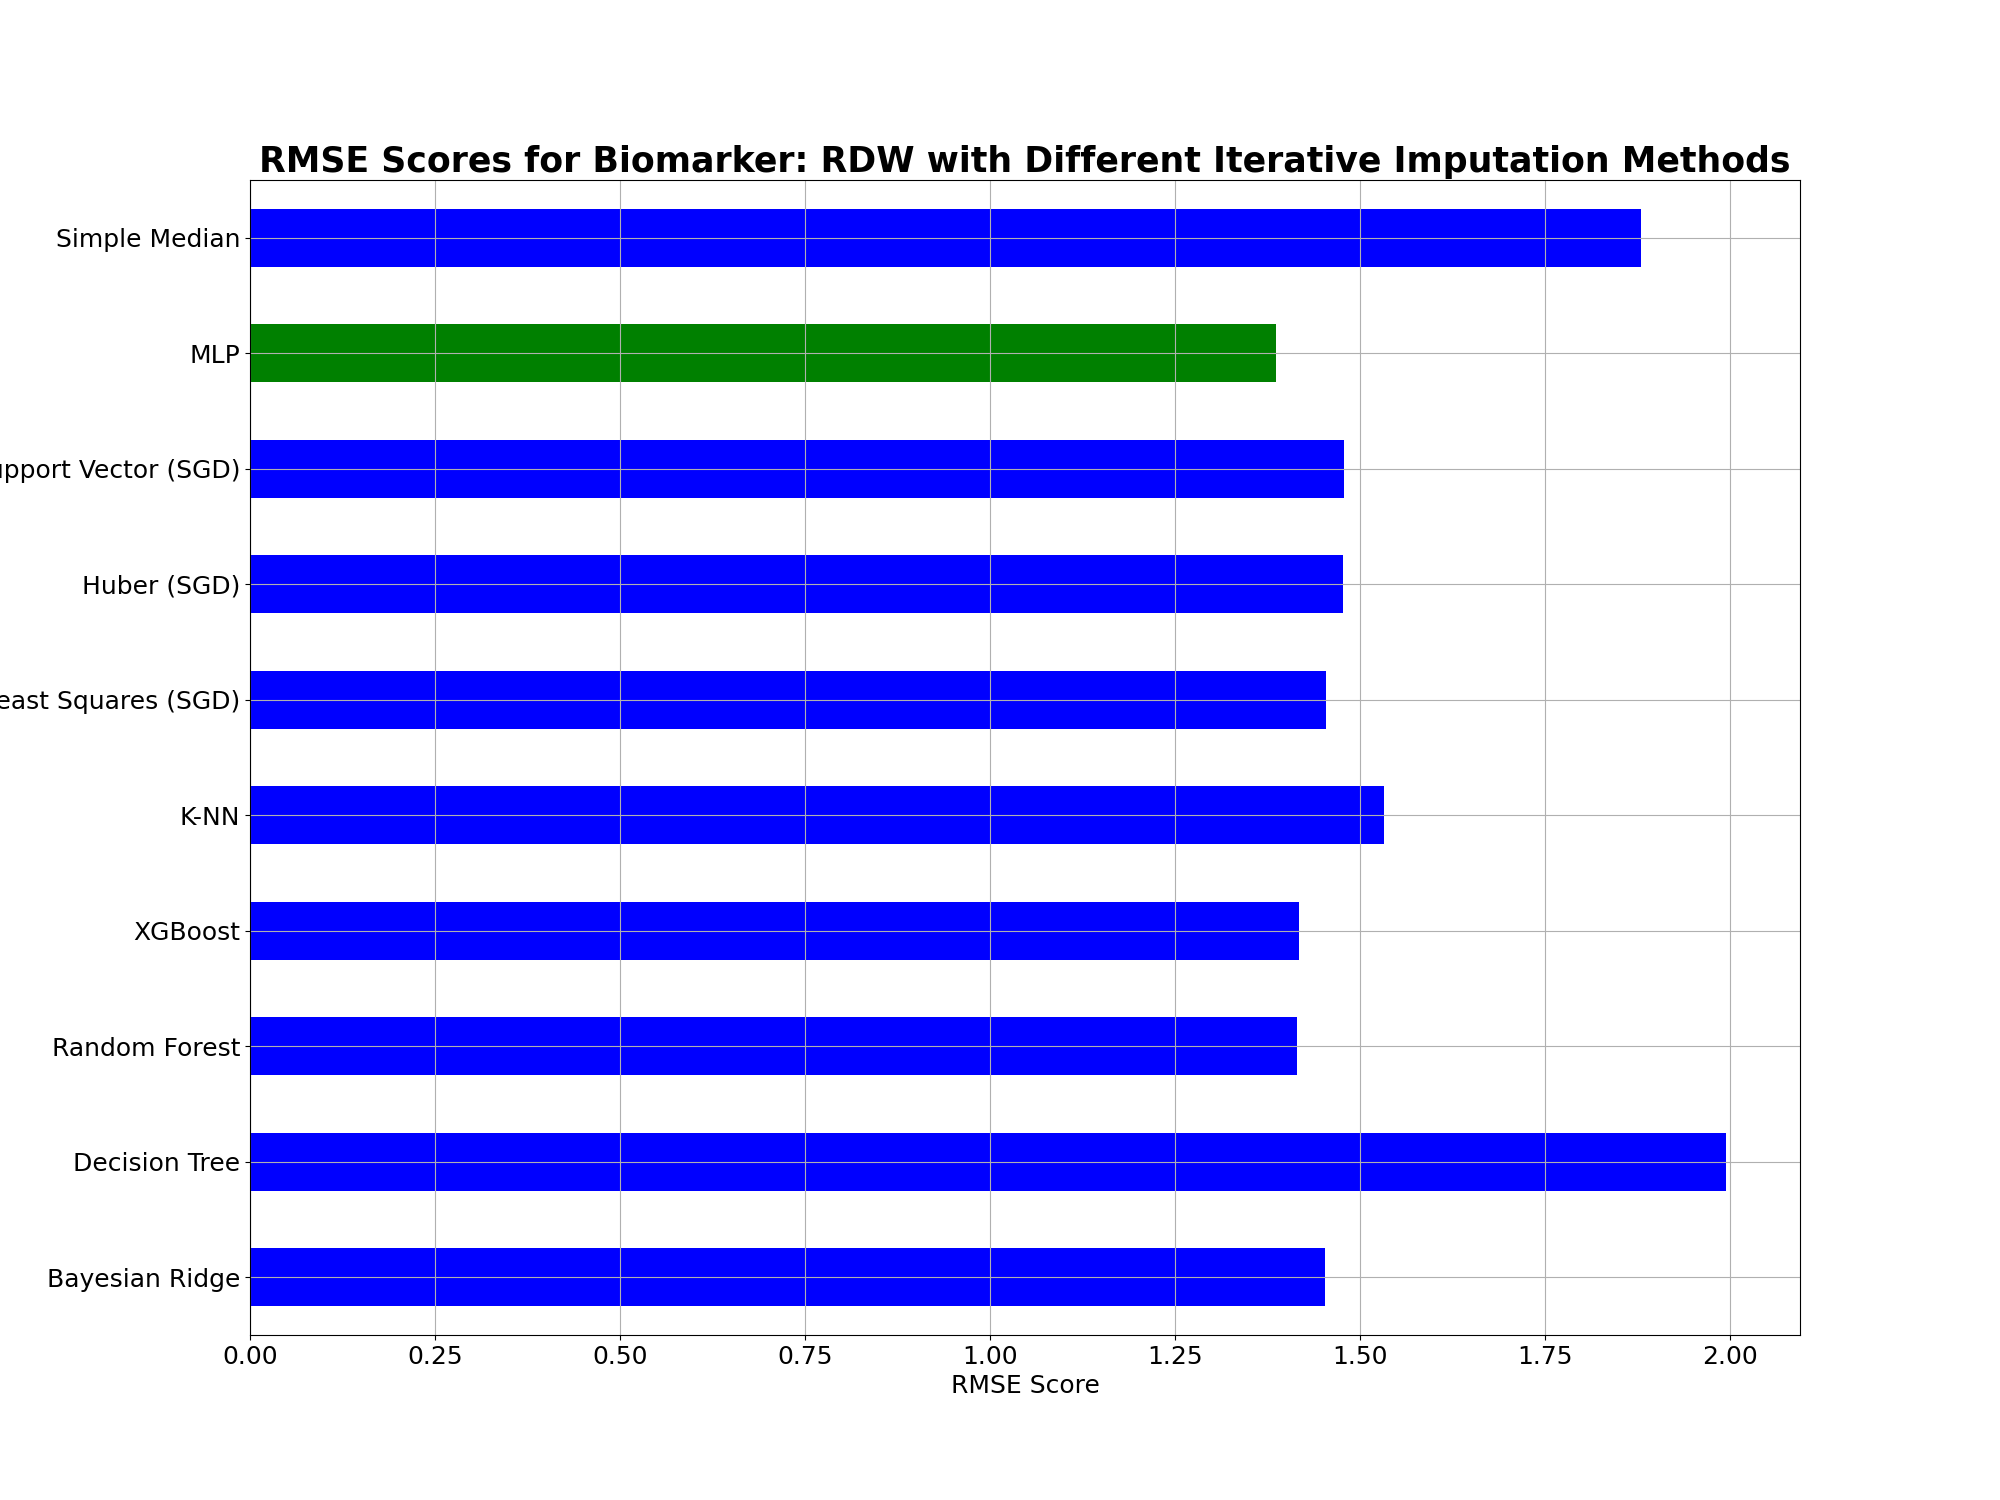 RMSE Scores for Biomarker: RDW with Different Iterative Imputation Methods
Simple Median
MLP
Vector (SGD)
Huber (SGD)
Squares (SGD)
K-NN
XGBoost
Random Forest
Decision Tree
Bayesian Ridge
0.00 0.25 0.50 0.75 1.00 1.25 1.50 1.75 2.00
RMSE Score